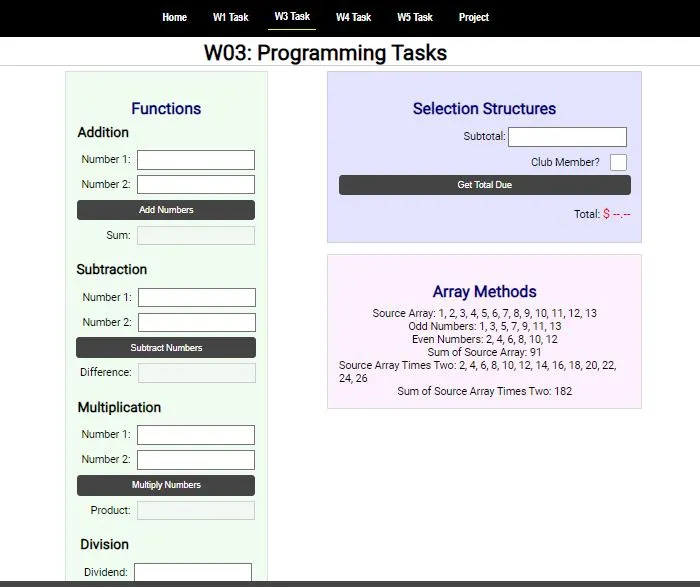 Home W1 Task W3 Task W4 Task W5 Task Project
W03: Programming Tasks
Functions
Addition
Number 1:
Number 2:
Add Numbers
Sum:
Subtraction
Number 1:
Number 2:
Subtract Numbers
Difference:
Multiplication
Number 1:
Number 2:
Multiply Numbers
Product:
Division
Dividend:
Selection Structures
Subtotal:
Club Member?
Get Total Due
Total: $ --.--
Array Methods
Source Array: 1, 2, 3, 4, 5, 6, 7, 8, 9, 10, 11, 12, 13
Odd Numbers: 1, 3, 5, 7, 9, 11, 13
Even Numbers: 2, 4, 6, 8, 10, 12
Sum of Source Array: 91
Source Array Times Two: 2, 4, 6, 8, 10, 12, 14, 16, 18, 20, 22,
24, 26
Sum of Source Array Times Two: 182